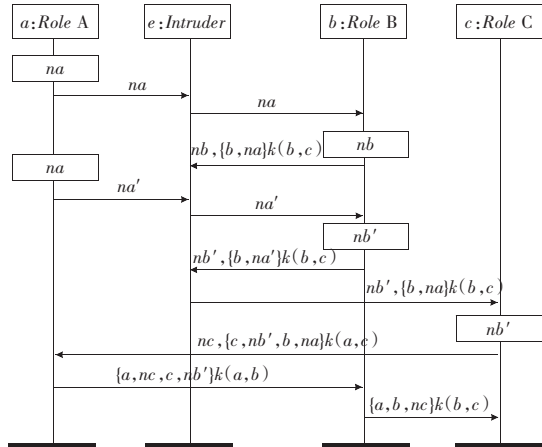 a:Role A
e:Intruder
b:Role B
c:Role C
na
na
na
nb
nb,{b,na}k(b,c)
na
na′
na′
nb′
nb′,{b,na′}k(b,c)
nb′,{b,na}k(b,c)
nb′
nc,{c,nb′,b,na}k(a,c)
{a,nc,c,nb′}k(a,b)
{a,b,nc}k(b,c)